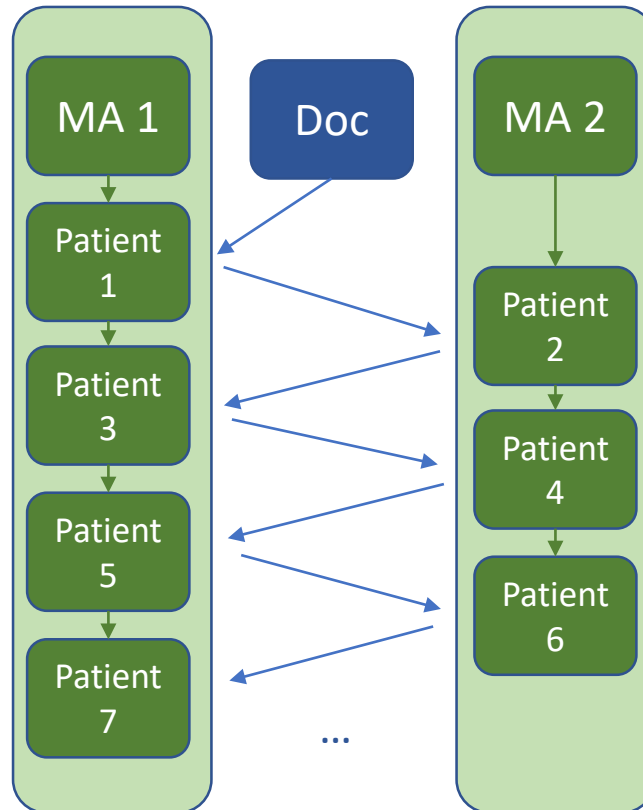 MA 1
Doc
MA 2
Patient
1
Patient
2
Patient
3
Patient
4
Patient
5
Patient
6
Patient
7
...